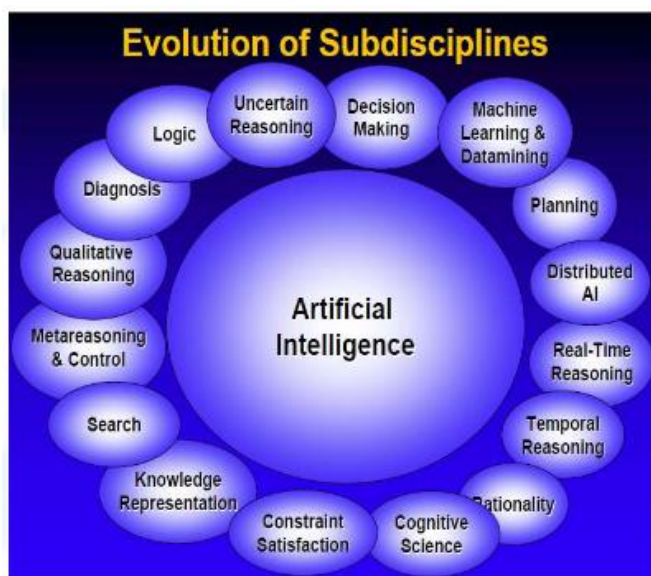 Evolution of Subdisciplines
Uncertain
Reasoning
Decision
Making
Machine
Learning &
Datamining
Planning
Distributed
AI
Real-Time
Reasoning
Temporal
Reasoning
Rationality
Cognitive
Science
Constraint
Satisfaction
Knowledge
Representation
Search
Metareasoning
& Control
Qualitative
Reasoning
Diagnosis
Logic
Artificial
Intelligence